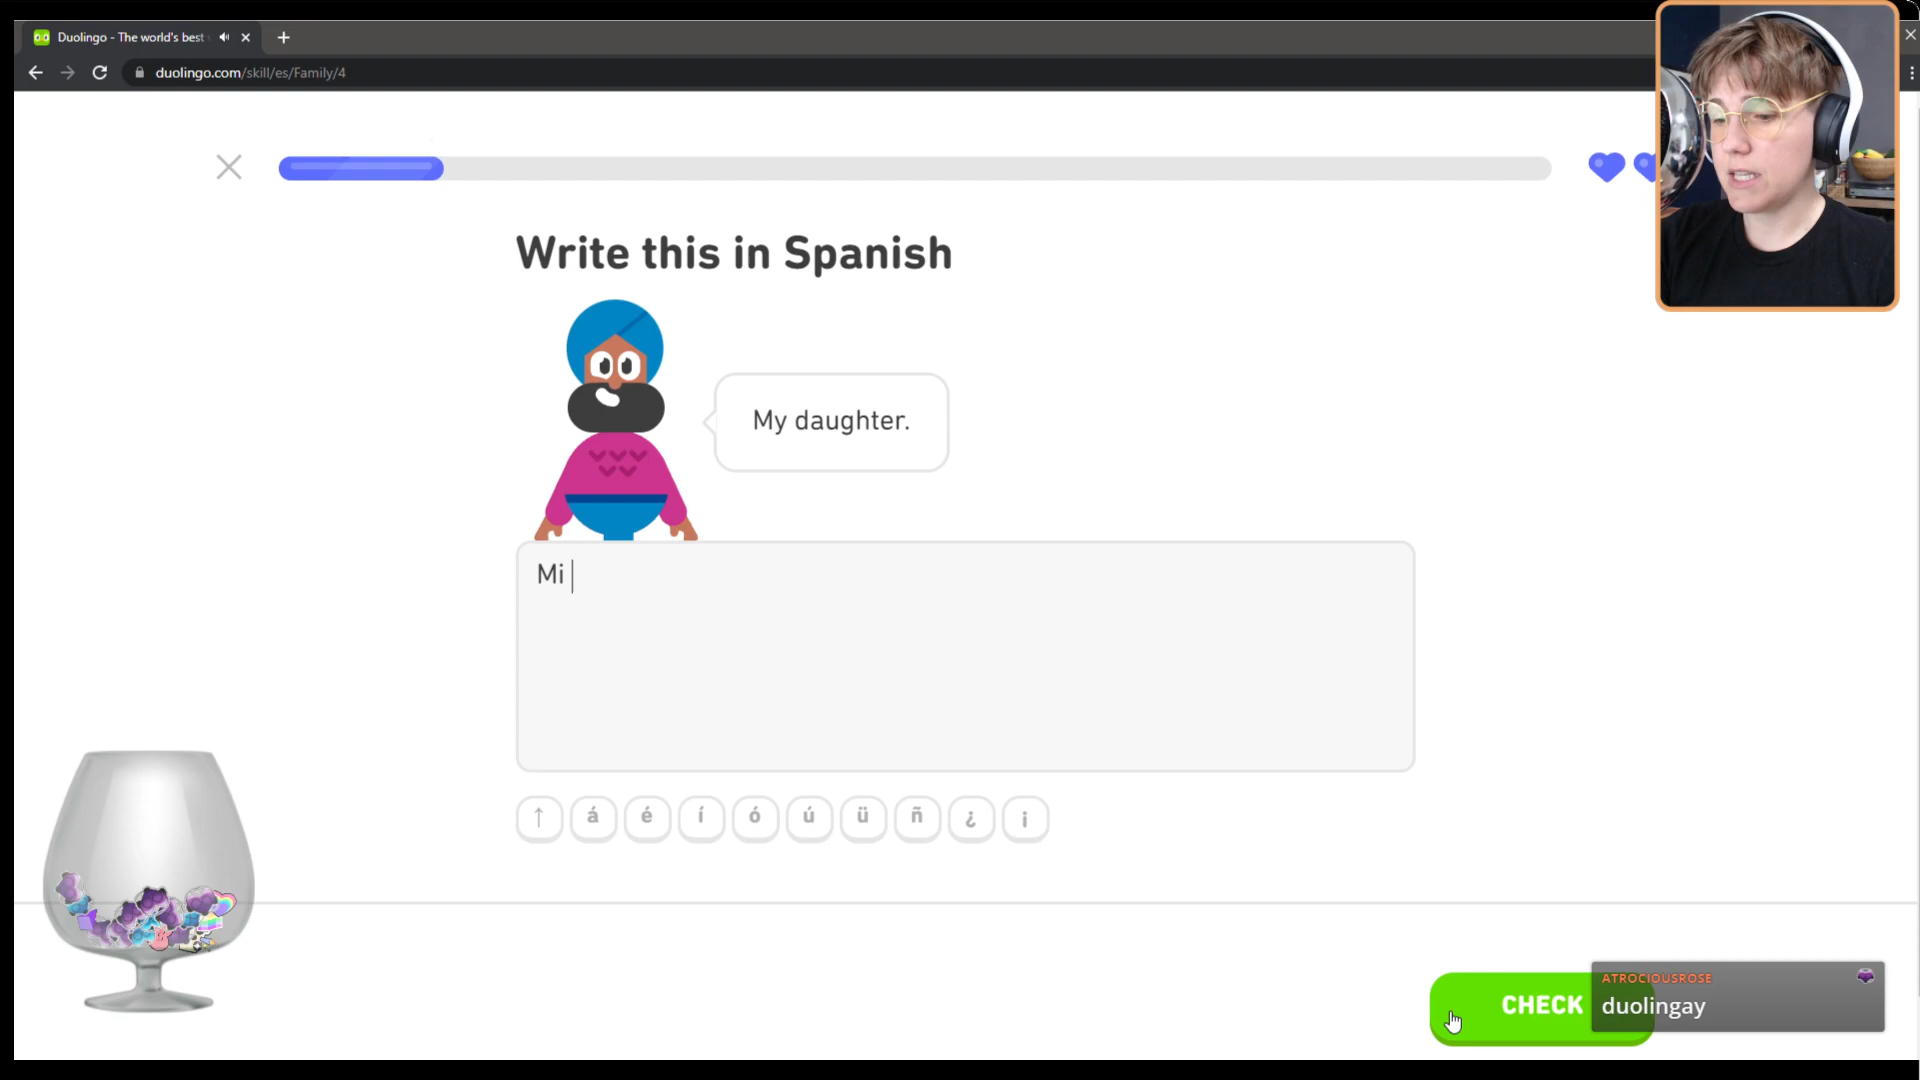 Duolingo - The world's best
duolingo.com/skill/es/Family/4
Write this in Spanish
My daughter.
Mi
↑ á é í ó ú ü ñ ¿ ¡
CHECK
ATROCIOUSROSE
duolingay